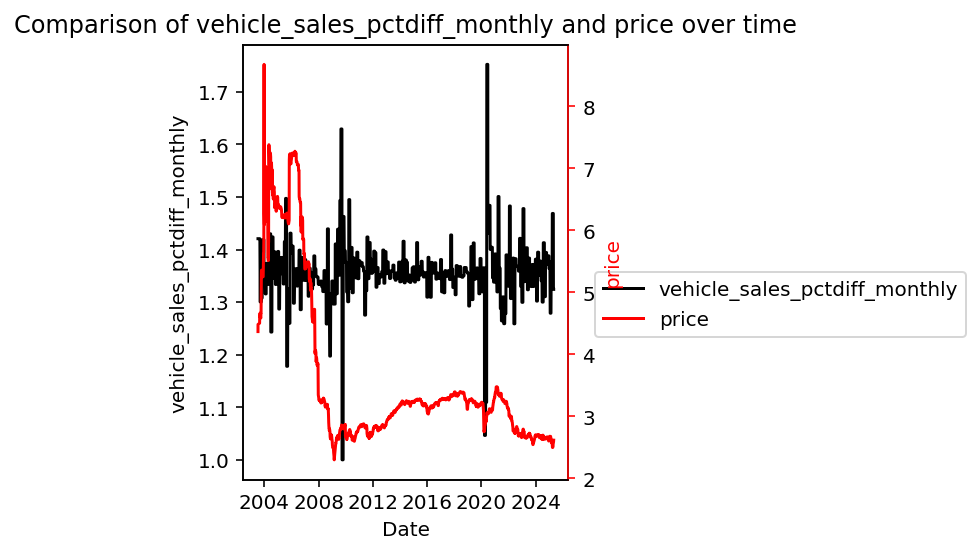 Comparison of vehicle_sales_pctdiff_monthly and price over time
vehicle_sales_pctdiff_monthly
1.7
1.6
1.5
1.4
1.3
1.2
1.1
1.0
8
7
6
5
4
3
2
price
vehicle_sales_pctdiff_monthly
price
2004 2008 2012 2016 2020 2024
Date